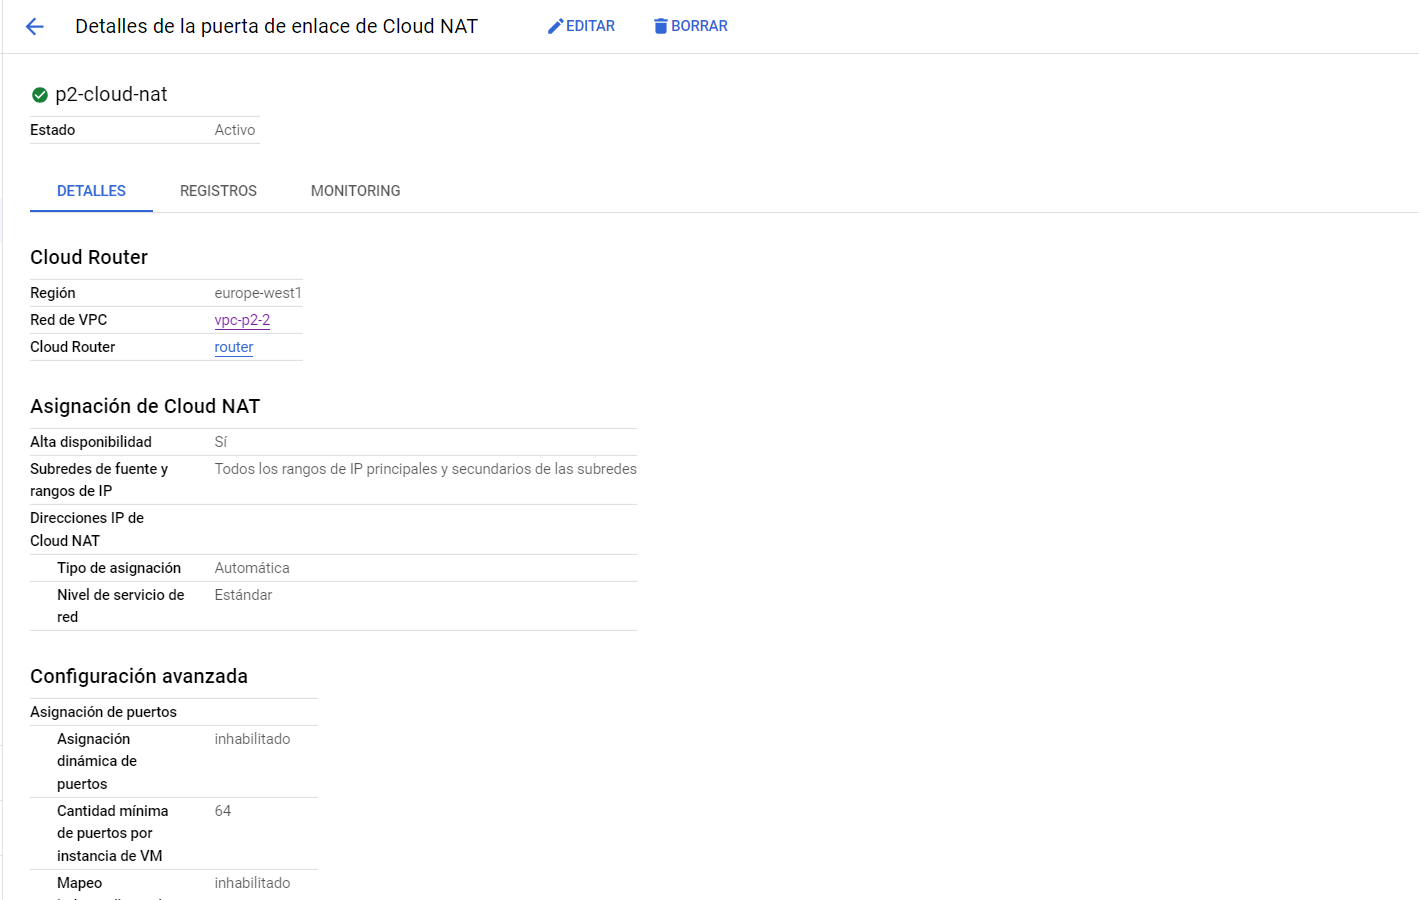 Detalles de la puerta de enlace de Cloud NAT
EDITAR
BORRAR
p2-cloud-nat
Estado Activo
DETALLES
REGISTROS
MONITORING
Cloud Router
Región europe-west1
Red de VPC vpc-p2-2
Cloud Router router
Asignación de Cloud NAT
Alta disponibilidad Sí
Subredes de fuente y Todos los rangos de IP principales y secundarios de las subredes
rangos de IP
Direcciones IP de
Cloud NAT
Tipo de asignación Automática
Nivel de servicio de Estándar
red
Configuración avanzada
Asignación de puertos
Asignación inhabilitado
dinámica de
puertos
Cantidad mínima 64
de puertos por
instancia de VM
Mapeo inhabilitado